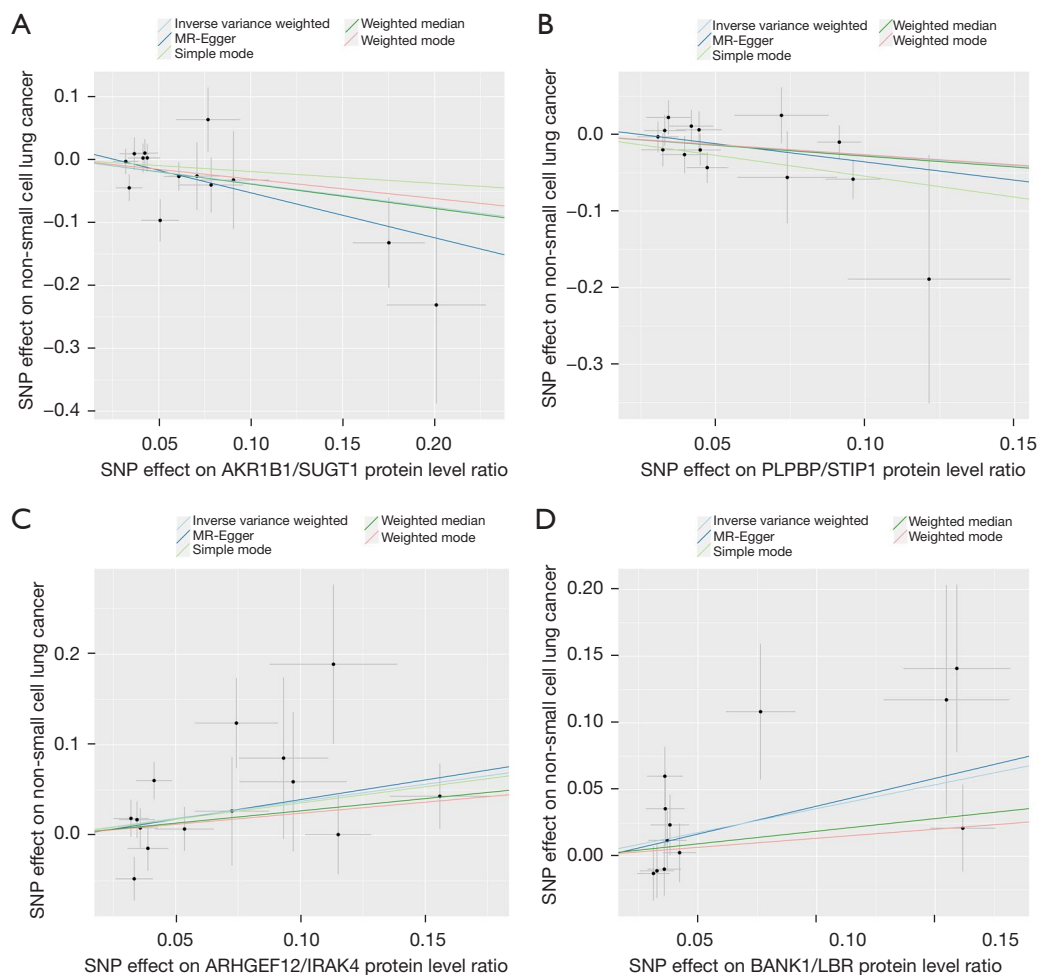 A
Inverse variance weighted
MR-Egger
Simple mode
Weighted median
Weighted mode
SNP effect on non-small cell lung cancer
0.1
0.0
−0.1
−0.2
−0.3
−0.4
0.05 0.10 0.15 0.20
SNP effect on AKR1B1/SUGT1 protein level ratio
B
Inverse variance weighted
MR-Egger
Simple mode
Weighted median
Weighted mode
SNP effect on non-small cell lung cancer
0.0
−0.1
−0.2
−0.3
0.05 0.10 0.15
SNP effect on PLPBP/STIP1 protein level ratio
C
Inverse variance weighted
MR-Egger
Simple mode
Weighted median
Weighted mode
SNP effect on non-small cell lung cancer
0.2
0.1
0.0
0.05 0.10 0.15
SNP effect on ARHGEF12/IRAK4 protein level ratio
D
Inverse variance weighted
MR-Egger
Simple mode
Weighted median
Weighted mode
SNP effect on non-small cell lung cancer
0.20
0.15
0.10
0.05
0.00
0.05 0.10 0.15
SNP effect on BANK1/LBR protein level ratio